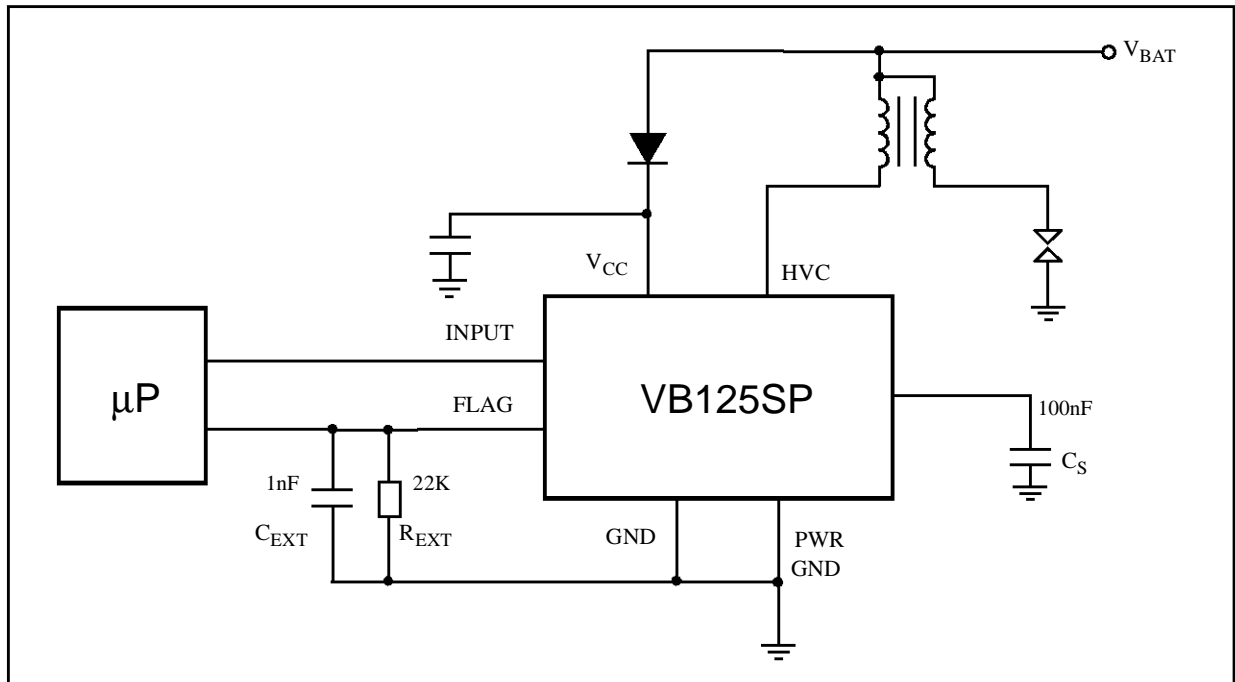 V_BAT
V_CC
HVC
INPUT
μP
VB125SP
FLAG
100nF
C_S
1nF
22K
C_EXT
R_EXT
GND
PWR
GND